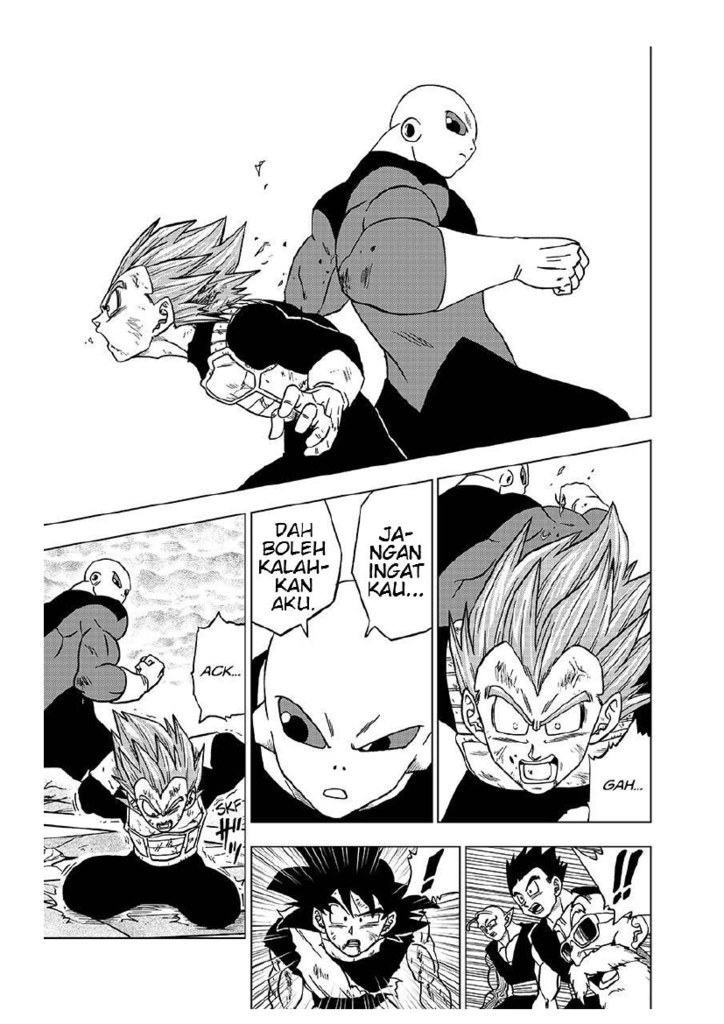 GAH...
JA-
NGAN
INGAT
KAU...
DAH
BOLEH
KALAH-
KAN
AKU.
ACK...
SKF
!!
!!